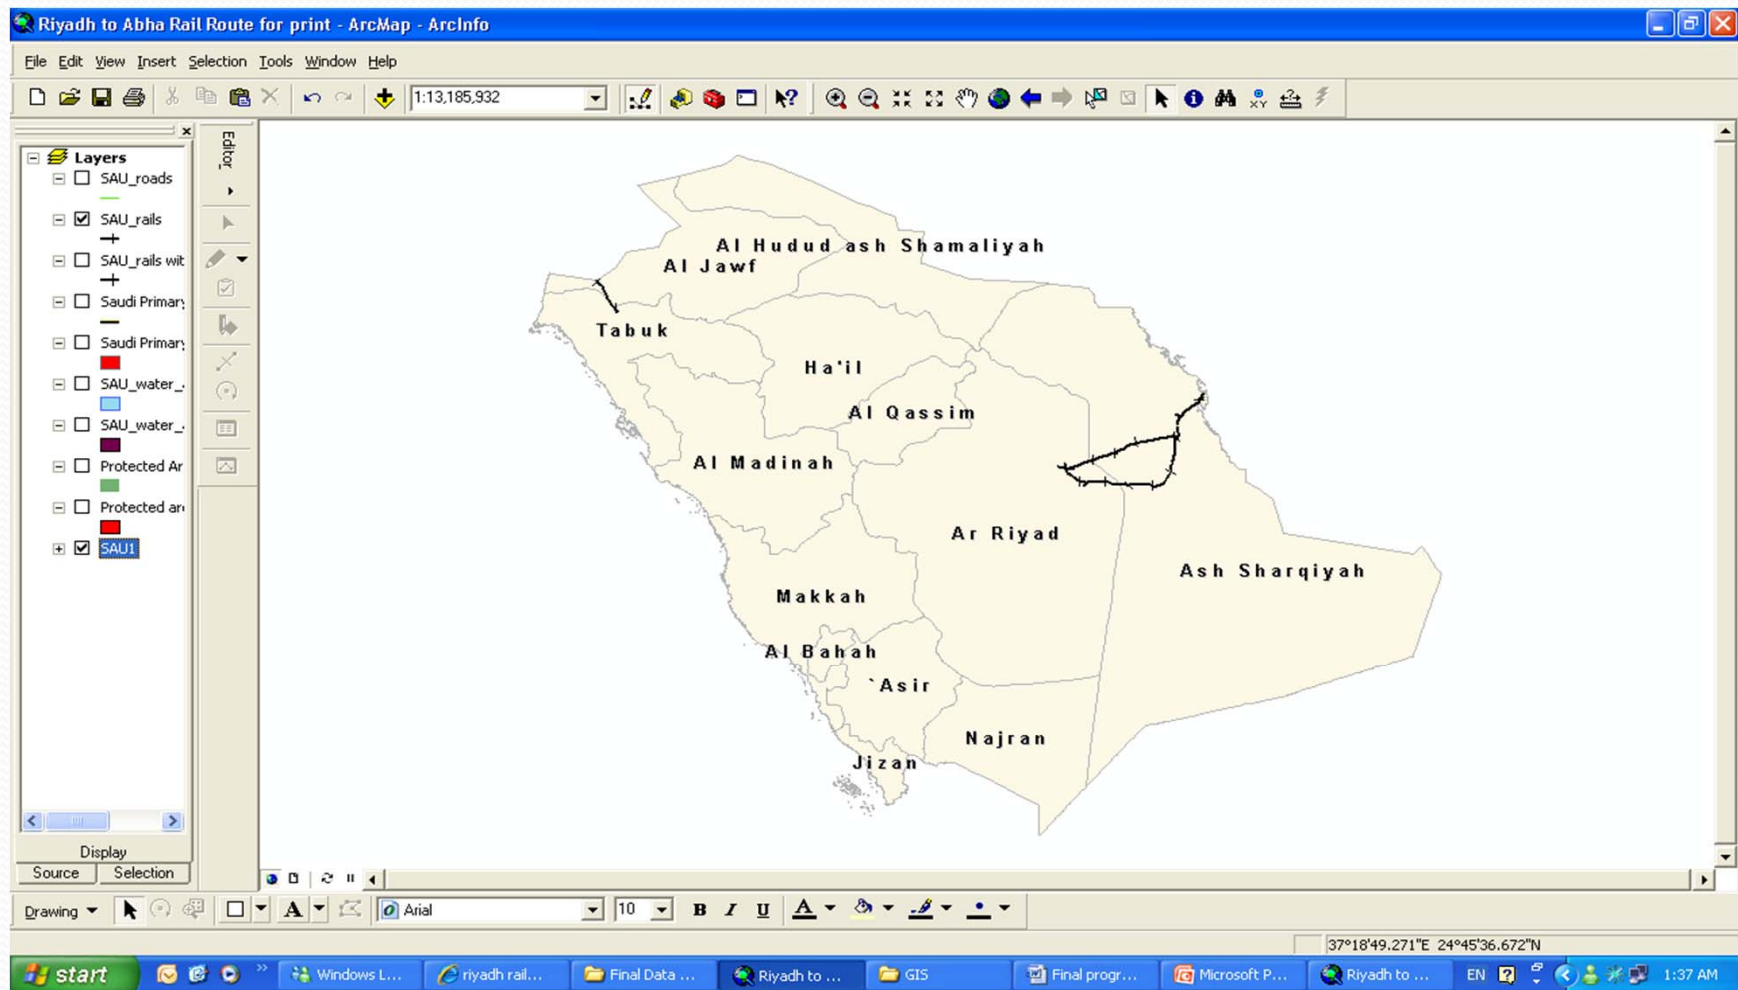 Riyadh to Abha Rail Route for print - ArcMap - ArcInfo
File Edit View Insert Selection Tools Window Help
1:13,185,932
Layers
SAU_roads
SAU_rails
SAU_rails wit
Saudi Primary
Saudi Primary
SAU_water_
SAU_water_
Protected Ar
Protected are
SAU1
Display
Source Selection
Editor
Al Hudud ash Shamaliyah
Al Jawf
Tabuk
Ha'il
Al Qassim
Al Madinah
Ar Riyad
Ash Sharqiyah
Makkah
Al Bahah
`Asir
Najran
Jizan
Drawing A Arial 10 B I U A
37°18'49.271"E 24°45'36.672"N
start » Windows L... riyadh rail... Final Data ... Riyadh to ... GIS Final progr... Microsoft P... Riyadh to ... EN 1:37 AM